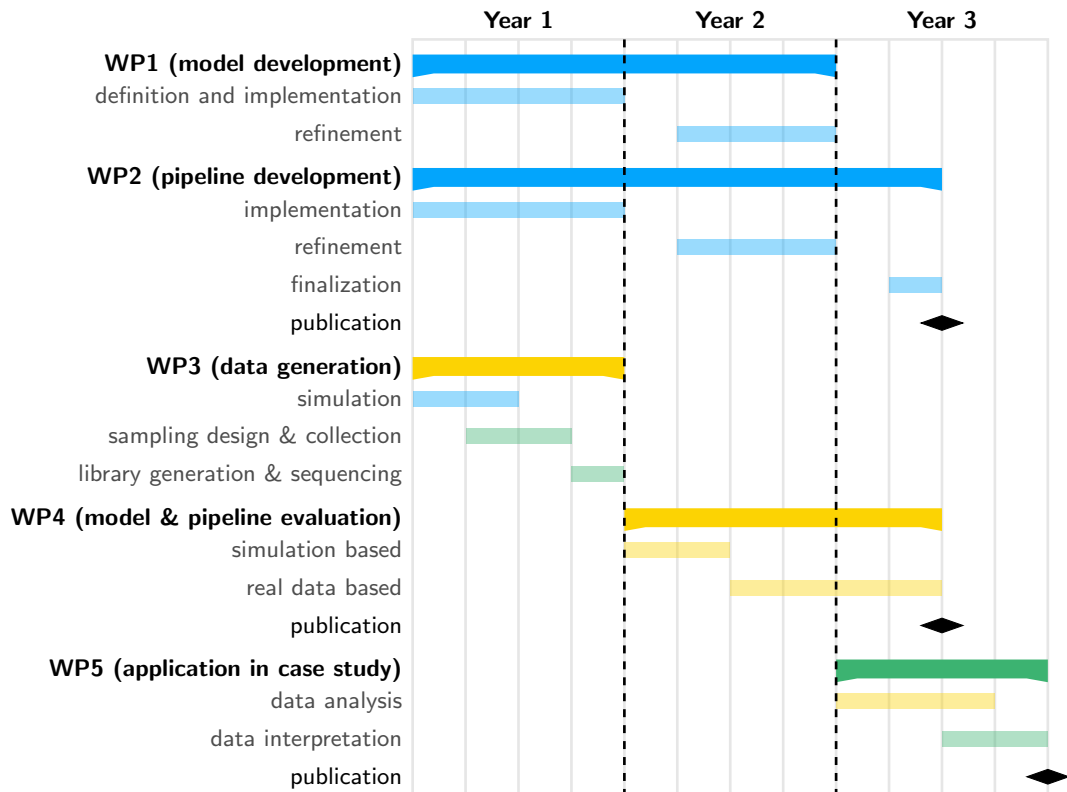 Year 1 Year 2 Year 3
WP1 (model development)
definition and implementation
refinement
WP2 (pipeline development)
implementation
refinement
finalization
publication
WP3 (data generation)
simulation
sampling design & collection
library generation & sequencing
WP4 (model & pipeline evaluation)
simulation based
real data based
publication
WP5 (application in case study)
data analysis
data interpretation
publication